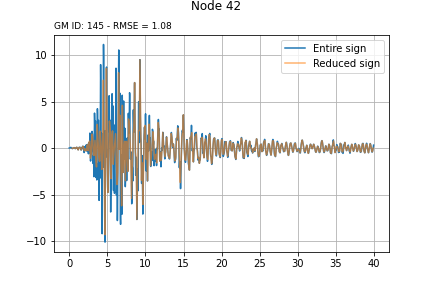 Node 42
GM ID: 145 - RMSE = 1.08
Entire sign
Reduced sign
10
5
0
−5
−10
0 5 10 15 20 25 30 35 40